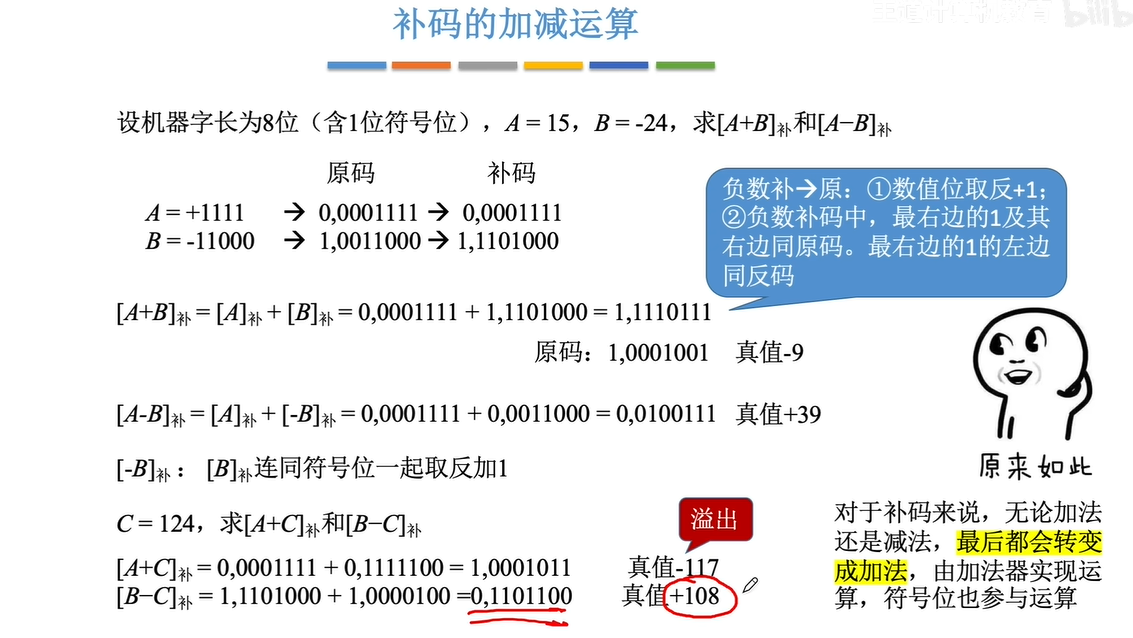 补码的加减运算
设机器字长为8位（含1位符号位），A = 15，B = -24，求[A+B]补和[A−B]补
原码 补码
A = +1111 → 0,0001111 → 0,0001111
B = -11000 → 1,0011000 → 1,1101000
负数补→原：①数值位取反+1；
②负数补码中，最右边的1及其
右边同原码。最右边的1的左边
同反码
[A+B]补 = [A]补 + [B]补 = 0,0001111 + 1,1101000 = 1,1110111
原码：1,0001001 真值-9
[A-B]补 = [A]补 + [-B]补 = 0,0001111 + 0,0011000 = 0,0100111 真值+39
[-B]补： [B]补连同符号位一起取反加1
原来如此
C = 124，求[A+C]补和[B−C]补
溢出
[A+C]补 = 0,0001111 + 0,1111100 = 1,0001011 真值-117
[B−C]补 = 1,1101000 + 1,0000100 =0,1101100 真值+108
对于补码来说，无论加法
还是减法，最后都会转变
成加法，由加法器实现运
算，符号位也参与运算